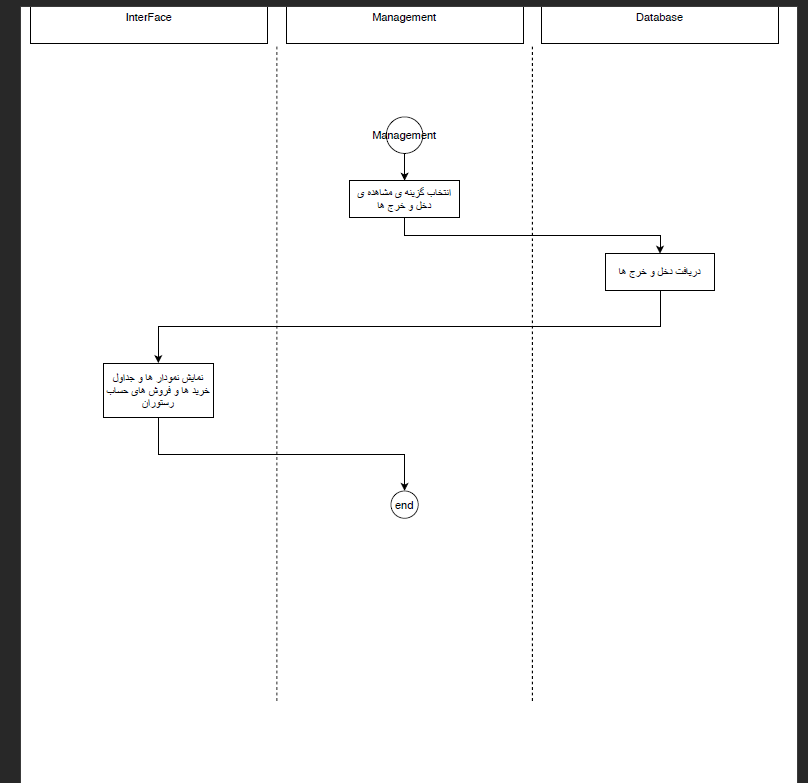 InterFace
Management
Database
Management
انتخاب گزینه ی مشاهده ی
دخل و خرج ها
دریافت دخل و خرج ها
نمایش نمودار ها و جداول
خرید ها و فروش های حساب
رستوران
end